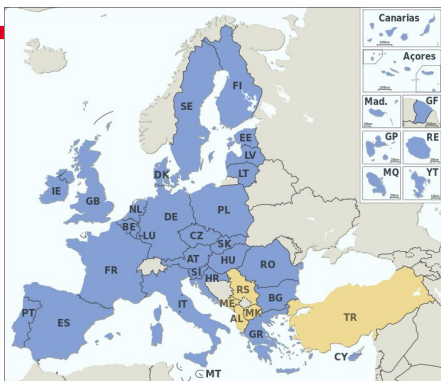 Canarias
Açores
Mad.
GF
GP
RE
MQ
YT
FI
SE
EE
LV
LT
DK
IE
GB
NL
BE
LU
DE
PL
CZ
SK
AT
HU
SI
HR
RO
FR
IT
RS
ME
MK
AL
BG
GR
TR
PT
ES
MT
CY